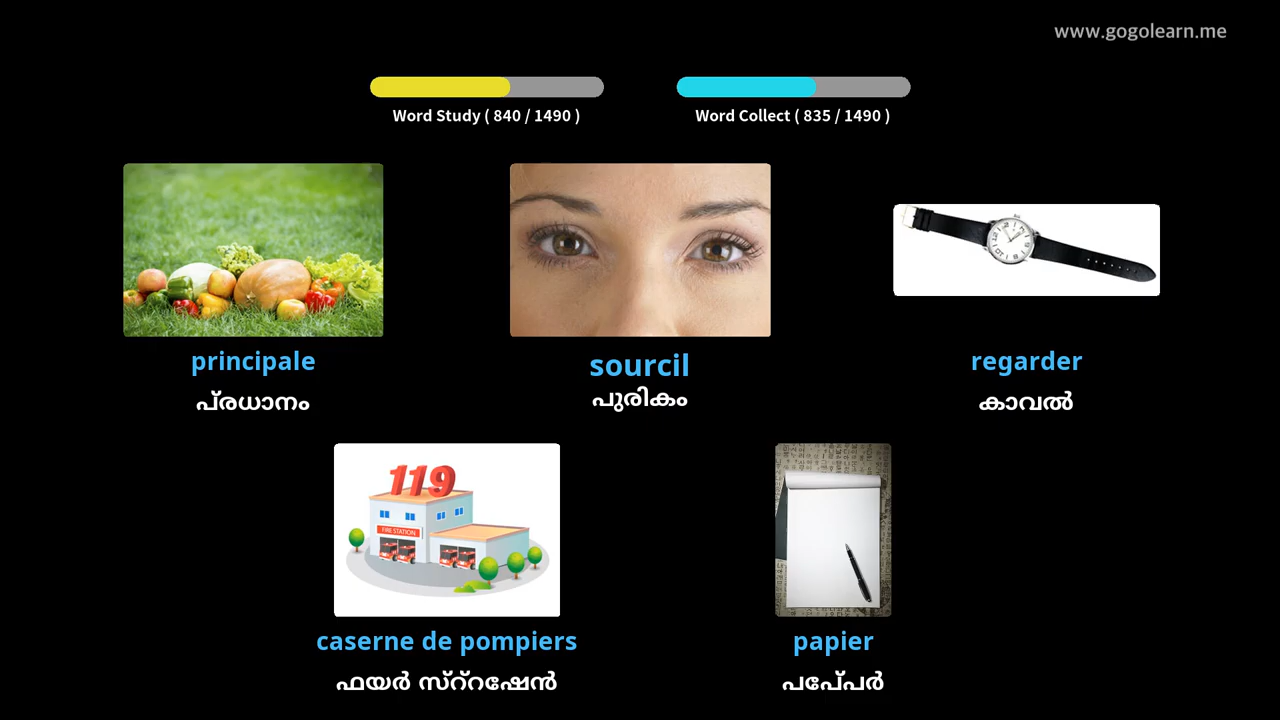 www.gogolearn.me
Word Study ( 840 / 1490 )
Word Collect ( 835 / 1490 )
principale
പ്രധാനം
sourcil
പുരികം
regarder
കാവൽ
119
FIRE STATION
caserne de pompiers
ഫയർ സ്റ്റേഷൻ
papier
പേപ്പർ